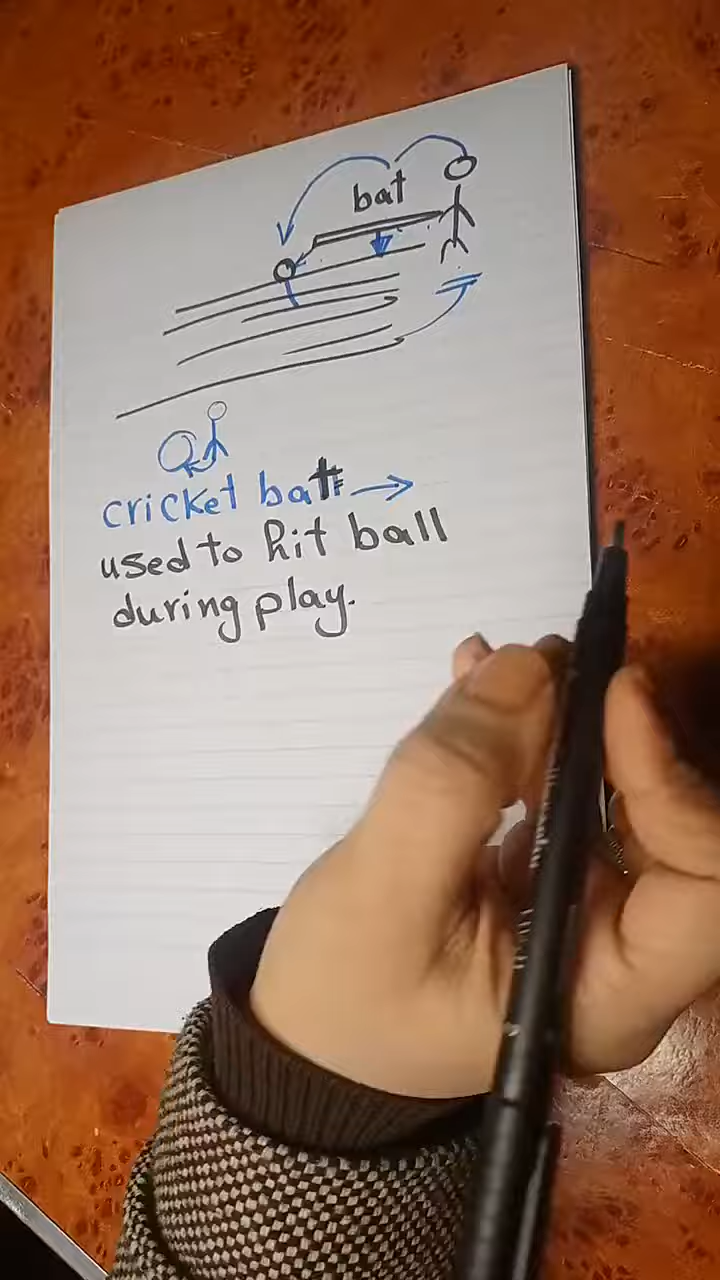 bat
cricket bat →
used to hit ball
during play.